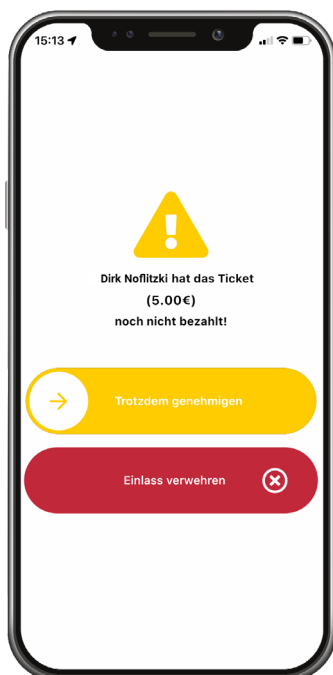 15:13
Dirk Noflitzki hat das Ticket
(5.00€)
noch nicht bezahlt!
Trotzdem genehmigen
Einlass verwehren